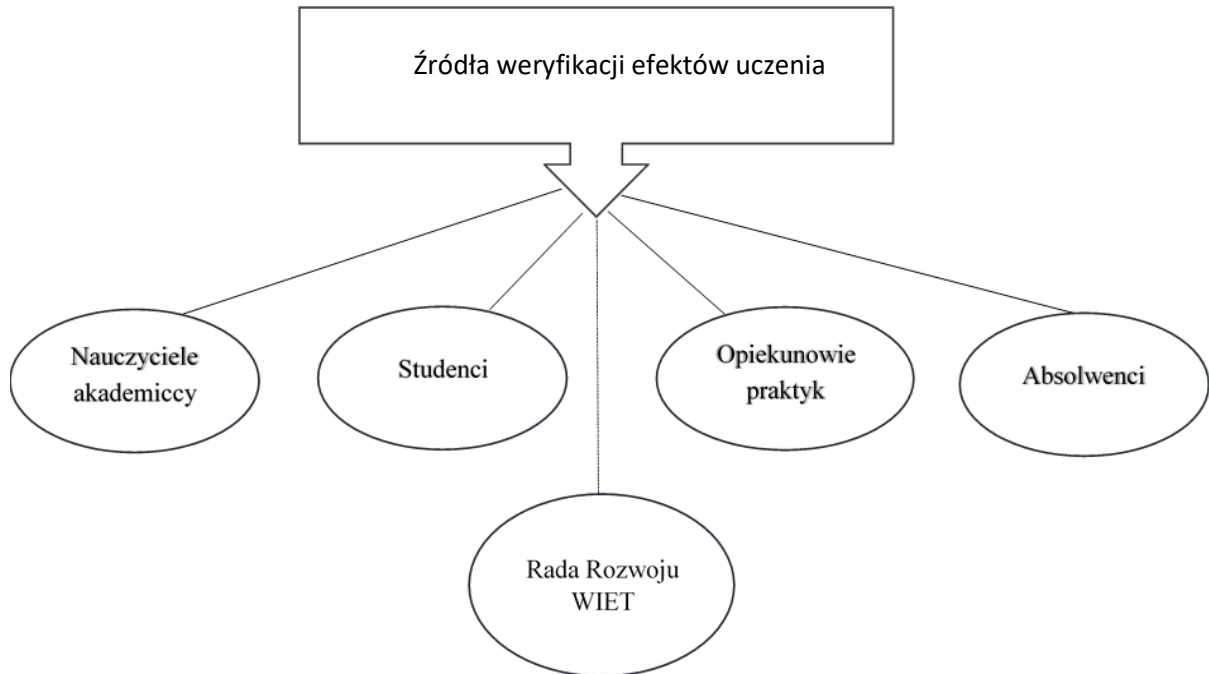 Źródła weryfikacji efektów uczenia
Nauczyciele
akademiccy
Studenci
Opiekunowie
praktyk
Absolwenci
Rada Rozwoju
WIET